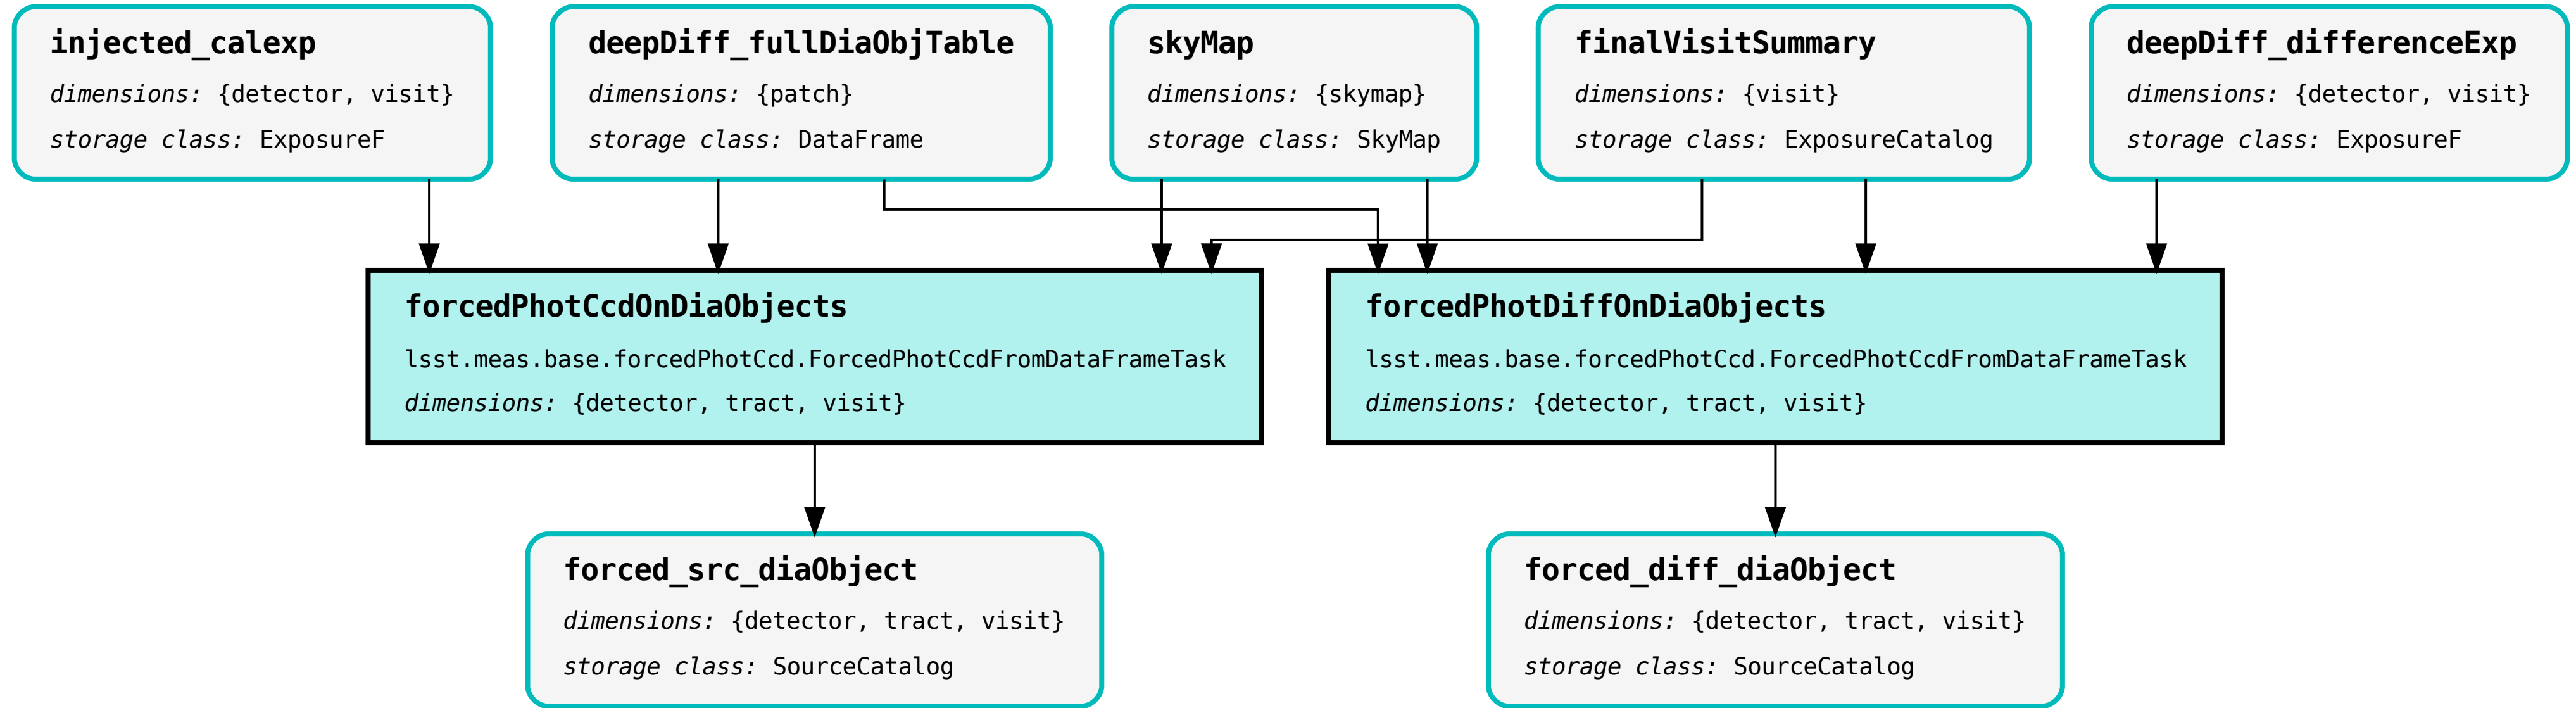 injected_calexp
dimensions: {detector, visit}
storage class: ExposureF
deepDiff_fullDiaObjTable
dimensions: {patch}
storage class: DataFrame
skyMap
dimensions: {skymap}
storage class: SkyMap
finalVisitSummary
dimensions: {visit}
storage class: ExposureCatalog
deepDiff_differenceExp
dimensions: {detector, visit}
storage class: ExposureF
forcedPhotCcdOnDiaObjects
lsst.meas.base.forcedPhotCcd.ForcedPhotCcdFromDataFrameTask
dimensions: {detector, tract, visit}
forcedPhotDiffOnDiaObjects
lsst.meas.base.forcedPhotCcd.ForcedPhotCcdFromDataFrameTask
dimensions: {detector, tract, visit}
forced_src_diaObject
dimensions: {detector, tract, visit}
storage class: SourceCatalog
forced_diff_diaObject
dimensions: {detector, tract, visit}
storage class: SourceCatalog